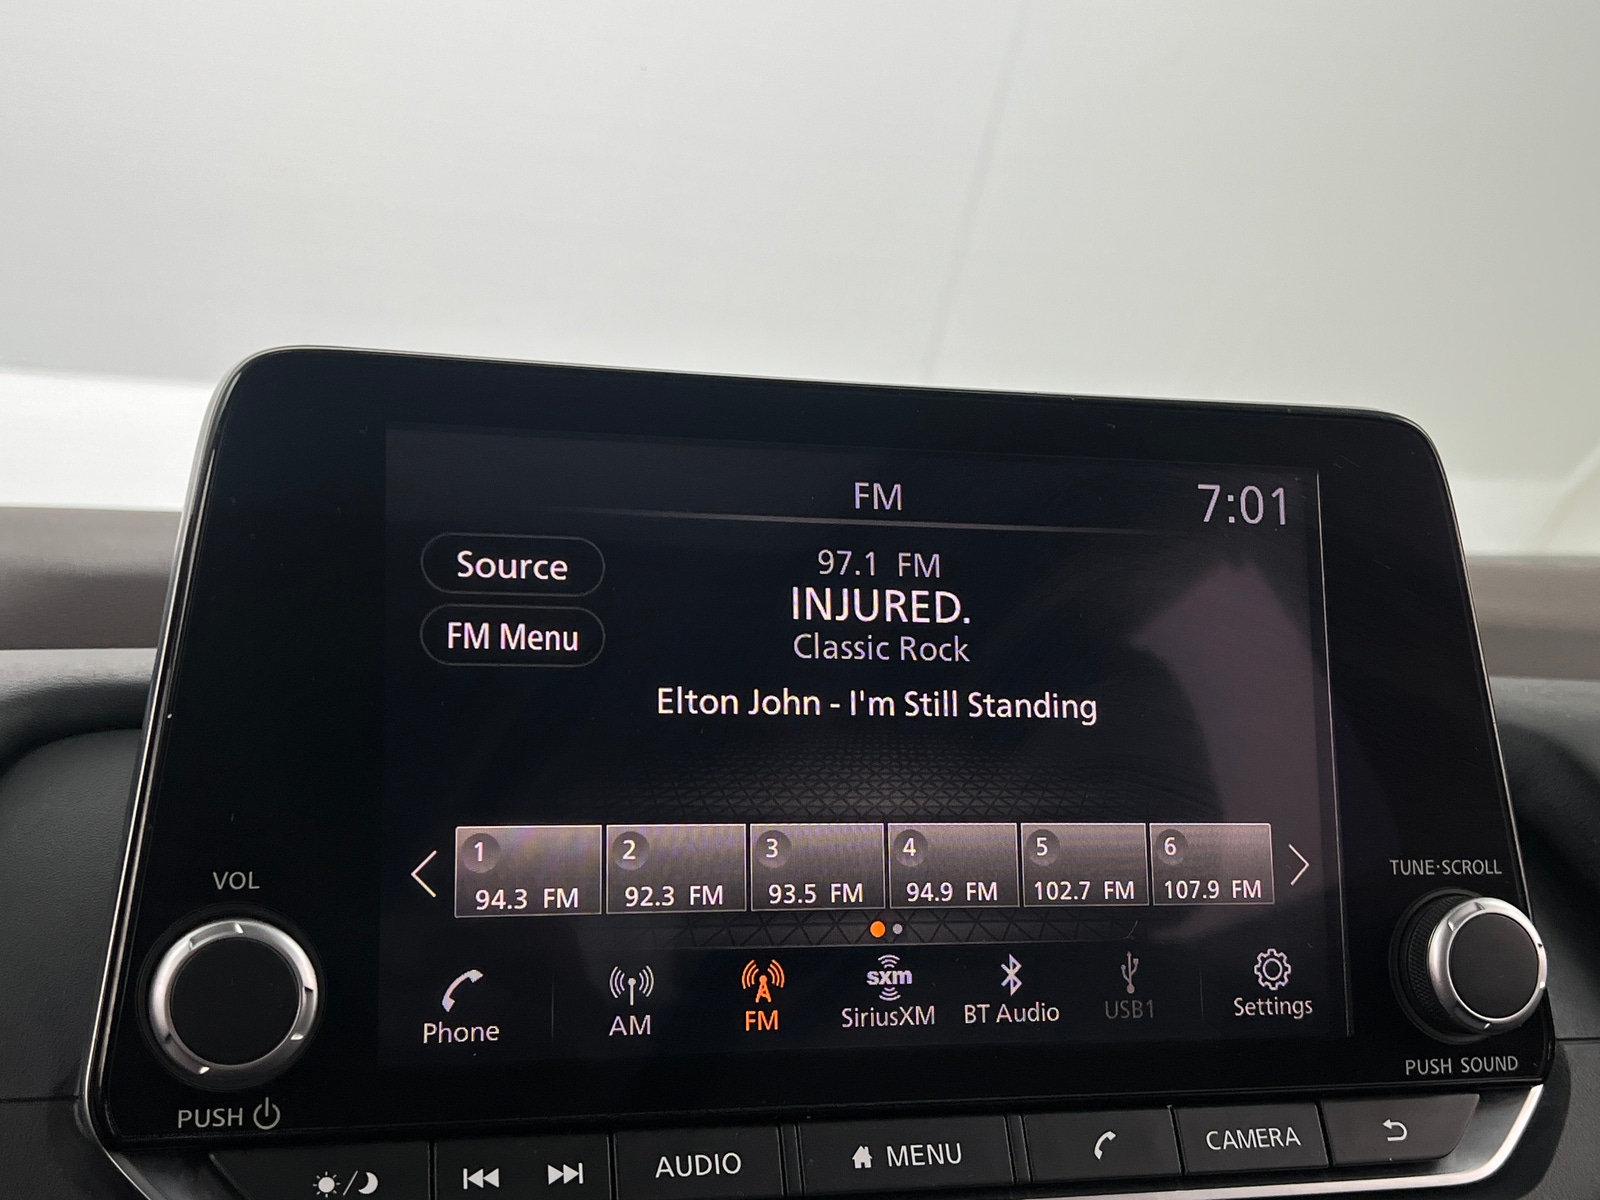 FM
7:01
Source
97.1 FM
INJURED.
FM Menu
Classic Rock
Elton John - I'm Still Standing
1 2 3 4 5 6
94.3 FM 92.3 FM 93.5 FM 94.9 FM 102.7 FM 107.9 FM
VOL
TUNE·SCROLL
sxm
Phone AM FM SiriusXM BT Audio USB1 Settings
PUSH
PUSH SOUND
AUDIO
MENU
CAMERA